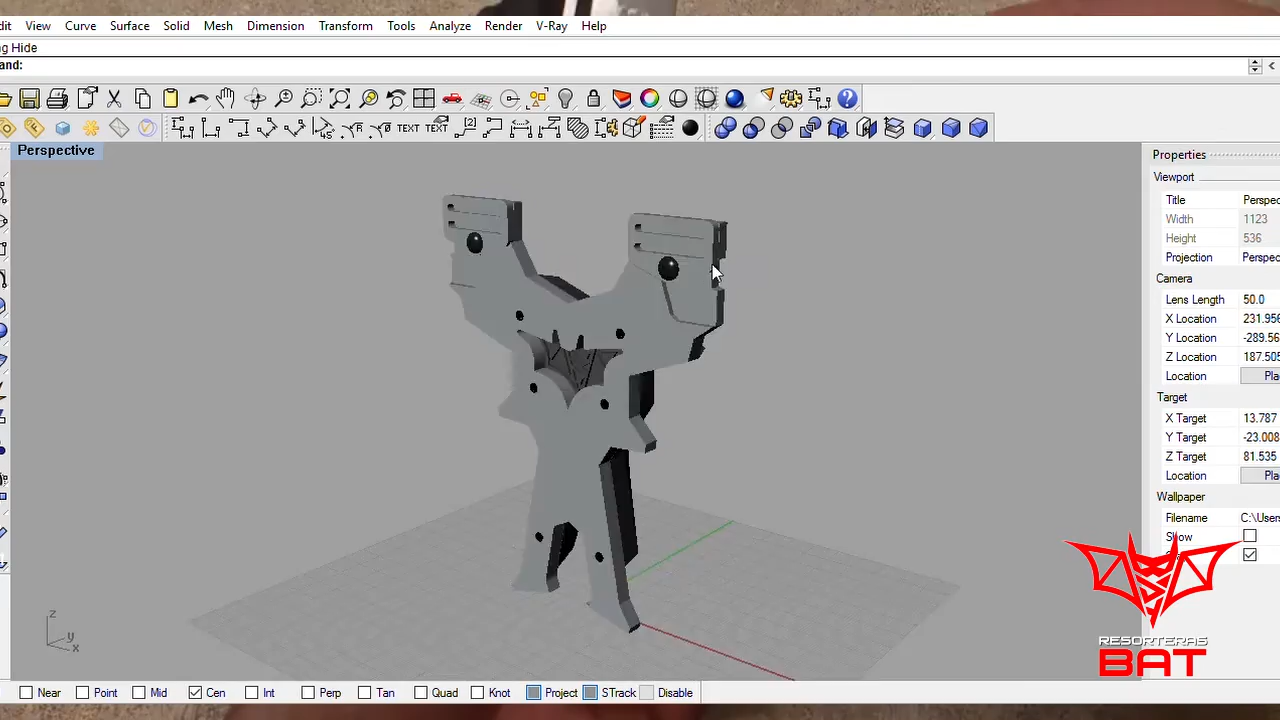 dit View Curve Surface Solid Mesh Dimension Transform Tools Analyze Render V-Ray Help
ng Hide
and:
TEXT TEXT
Perspective
Properties
Viewport
Title Perspec
Width 1123
Height 536
Projection Perspec
Camera
Lens Length 50.0
X Location 231.956
Y Location -289.56
Z Location 187.505
Location Pla
Target
X Target 13.787
Y Target -23.008
Z Target 81.535
Location Pla
Wallpaper
Filename C:\Users
Show
z
y
x
RESORTERAS
BAT
Near Point Mid Cen Int Perp Tan Quad Knot Project STrack Disable